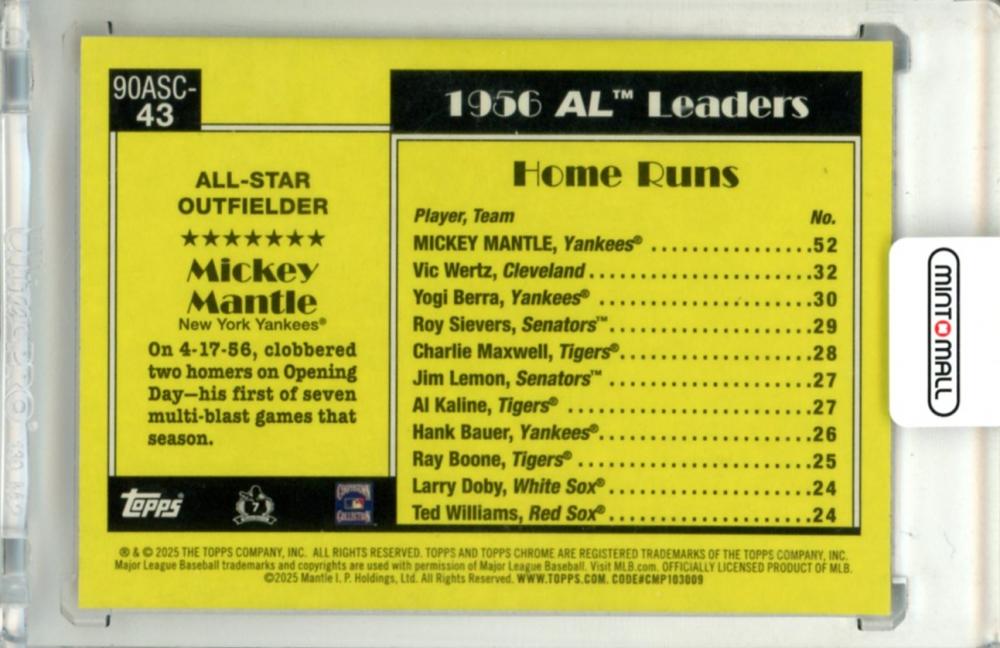 90ASC-
43
ALL-STAR
OUTFIELDER
★★★★★★★
Mickey
Mantle
New York Yankees®
On 4-17-56, clobbered
two homers on Opening
Day—his first of seven
multi-blast games that
season.
Topps®
7
1956 AL™ Leaders
Home Runs
Player, Team No.
MICKEY MANTLE, Yankees® ..................52
Vic Wertz, Cleveland.........................32
Yogi Berra, Yankees® ........................30
Roy Sievers, Senators™.......................29
Charlie Maxwell, Tigers®.....................28
Jim Lemon, Senators™ .......................27
Al Kaline, Tigers® ...........................27
Hank Bauer, Yankees®........................26
Ray Boone, Tigers® ..........................25
Larry Doby, White Sox®.......................24
Ted Williams, Red Sox®.......................24
® & © 2025 THE TOPPS COMPANY, INC. ALL RIGHTS RESERVED. TOPPS AND TOPPS CHROME ARE REGISTERED TRADEMARKS OF THE TOPPS COMPANY, INC.
Major League Baseball trademarks and copyrights are used with permission of Major League Baseball. Visit MLB.com. OFFICIALLY LICENSED PRODUCT OF MLB.
©2025 Mantle I. P. Holdings, Ltd. All Rights Reserved. WWW.TOPPS.COM. CODE#CMP103009
MINTOMALL